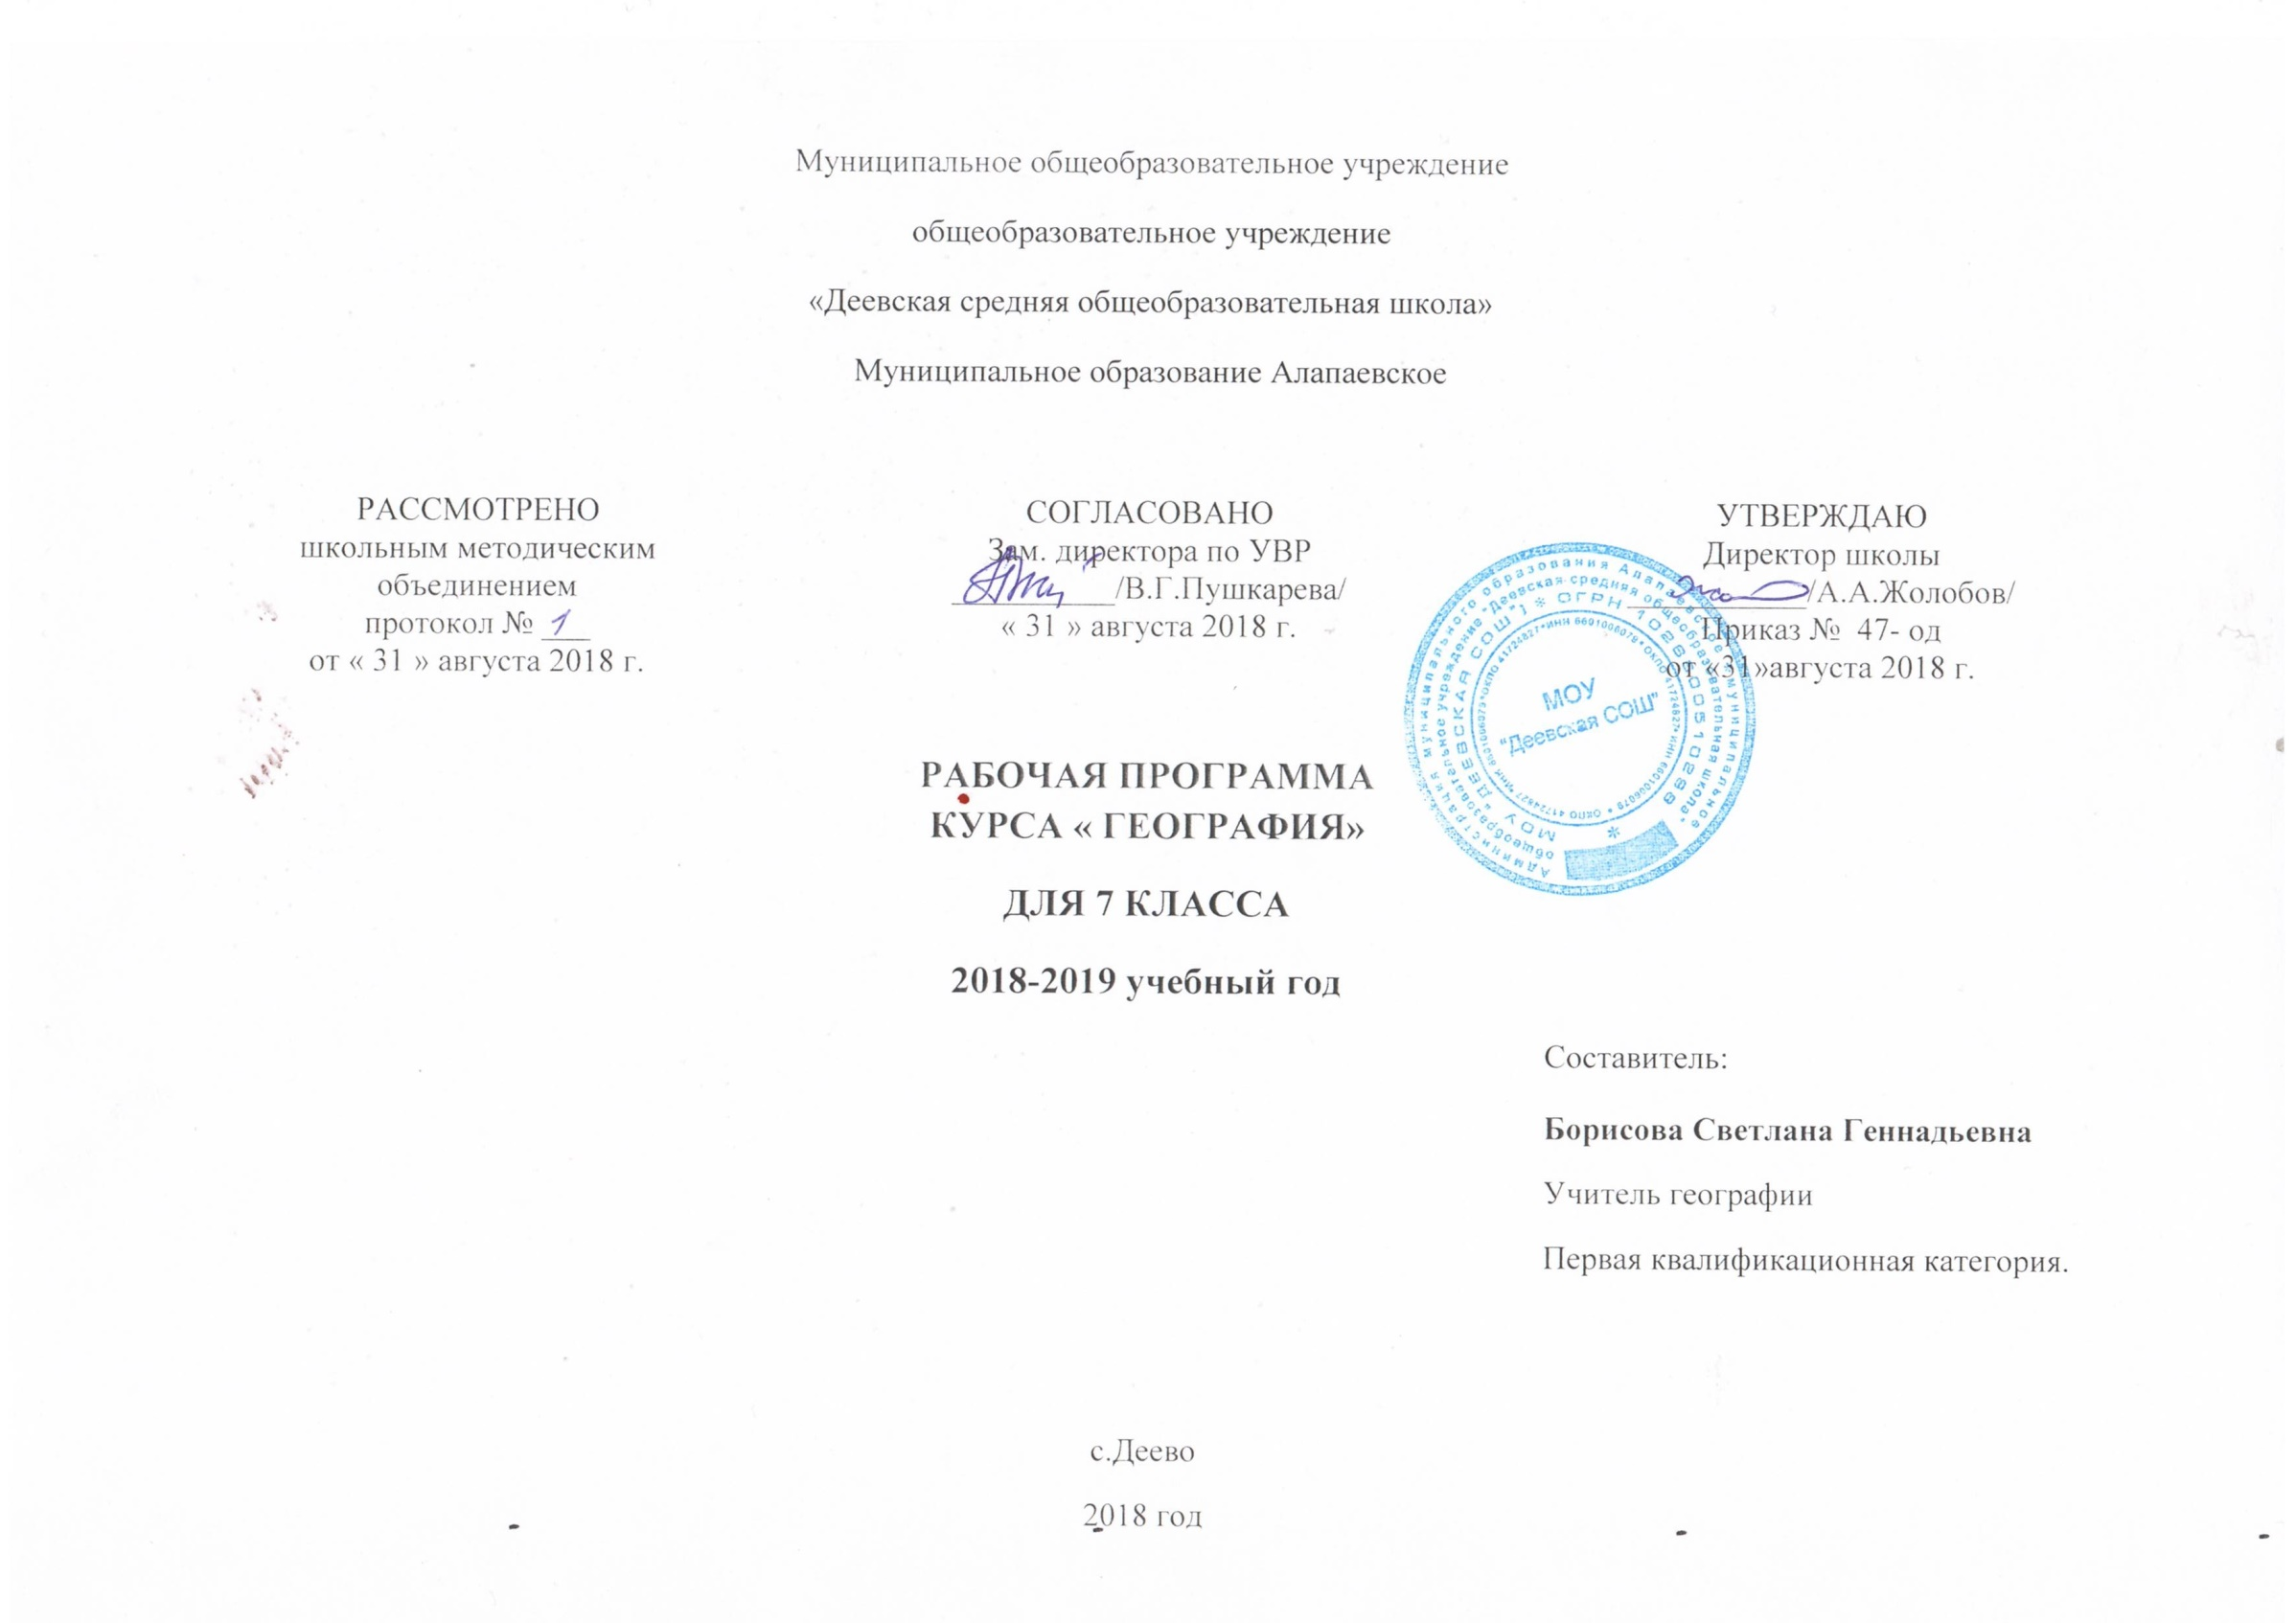 Муниципальное общеобразовательное учреждение
общеобразовательное учреждение
«Деевская средняя общеобразовательная школа»
Муниципальное образование Алапаевское
РАССМОТРЕНО
школьным методическим
объединением
протокол № 1
от « 31 » августа 2018 г.
СОГЛАСОВАНО
Зам. директора по УВР
/В.Г.Пушкарева/
« 31 » августа 2018 г.
УТВЕРЖДАЮ
Директор школы
/А.А.Жолобов/
Приказ № 47- од
от «31»августа 2018 г.
МОУ
"Деевская СОШ"
РАБОЧАЯ ПРОГРАММА
КУРСА « ГЕОГРАФИЯ»
ДЛЯ 7 КЛАССА
2018-2019 учебный год
Составитель:
Борисова Светлана Геннадьевна
Учитель географии
Первая квалификационная категория.
с.Деево
2018 год